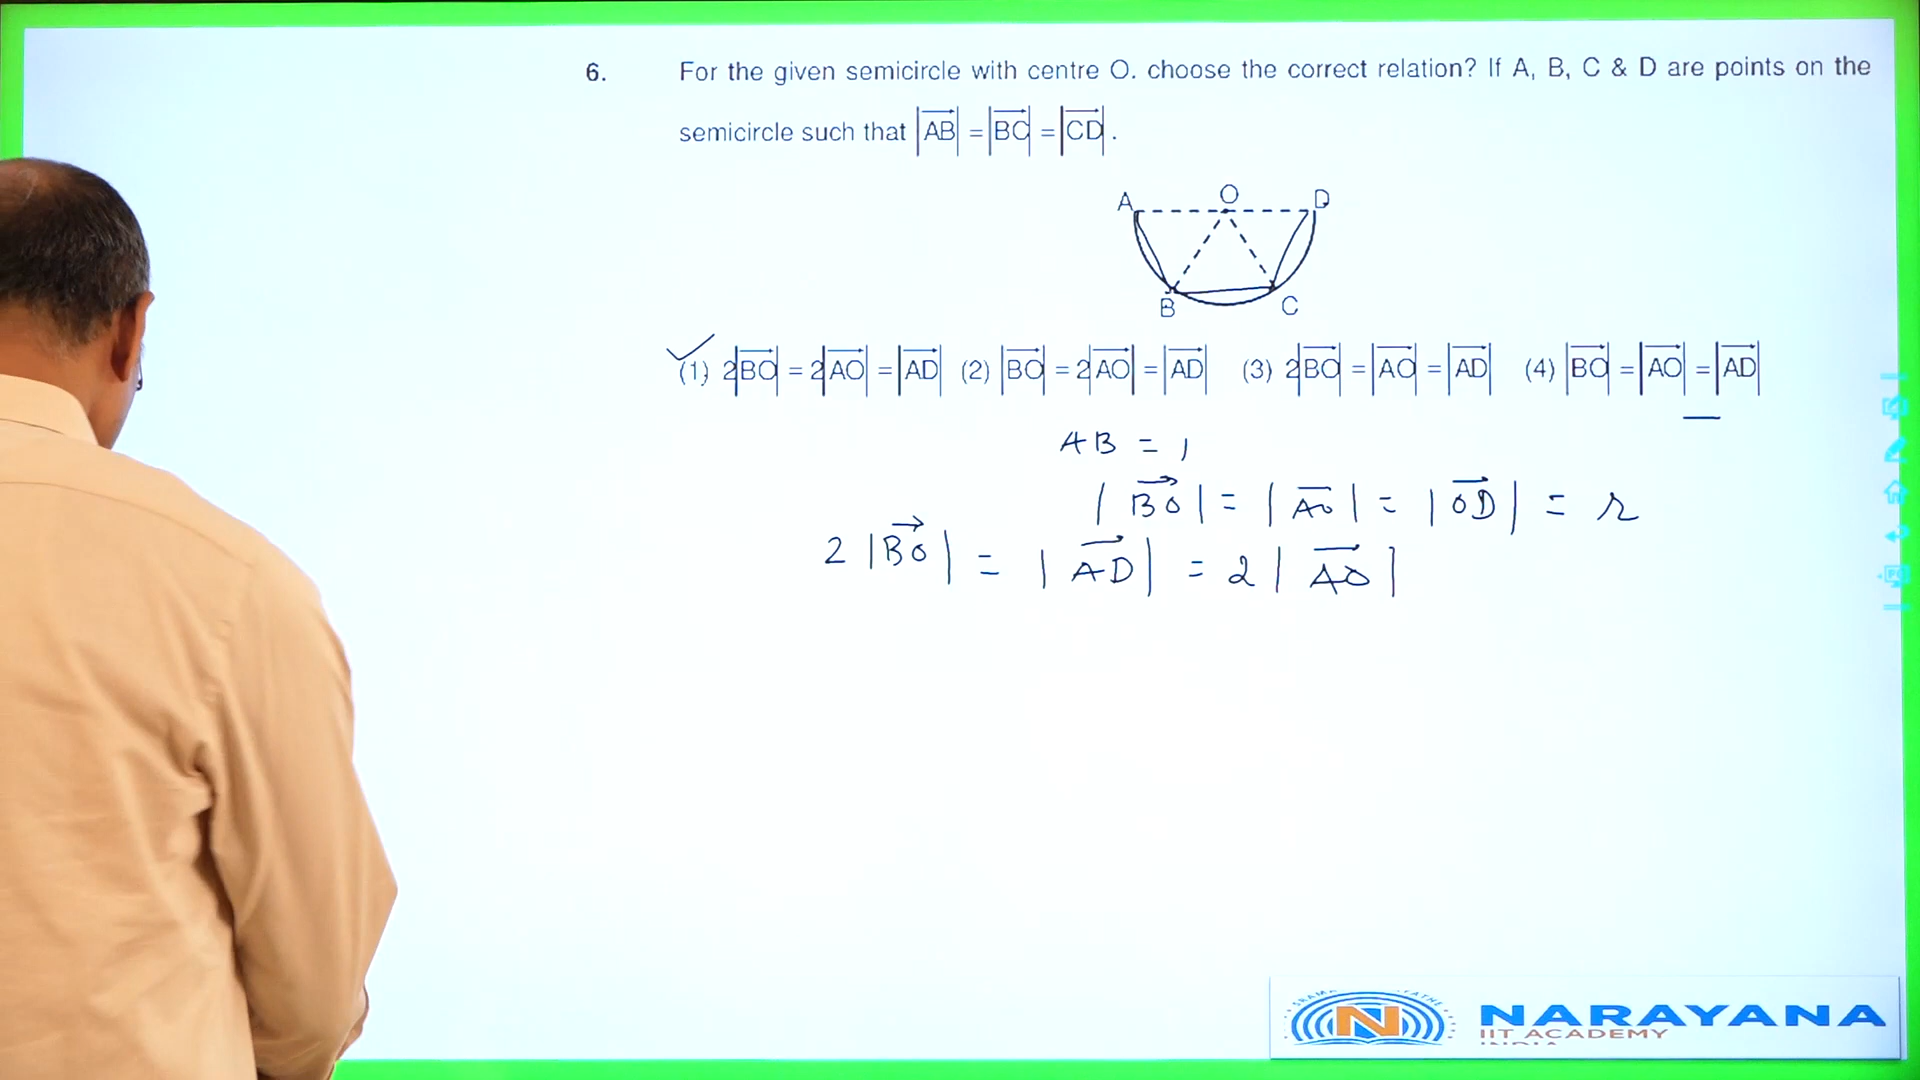 6. For the given semicircle with centre O. choose the correct relation? If A, B, C & D are points on the
semicircle such that |AB⃗| = |BC⃗| = |CD⃗|.
A O D
B C
(1) 2|BO⃗| = 2|AO⃗| = |AD⃗| (2) |BO⃗| = 2|AO⃗| = |AD⃗| (3) 2|BO⃗| = |AO⃗| = |AD⃗| (4) |BO⃗| = |AO⃗| = |AD⃗|
AB = 1
|BO⃗| = |AO| = |OD⃗| = r
2|BO⃗| = |AD⃗| = 2|AO⃗|
N
NARAYANA
IIT ACADEMY
INDIA